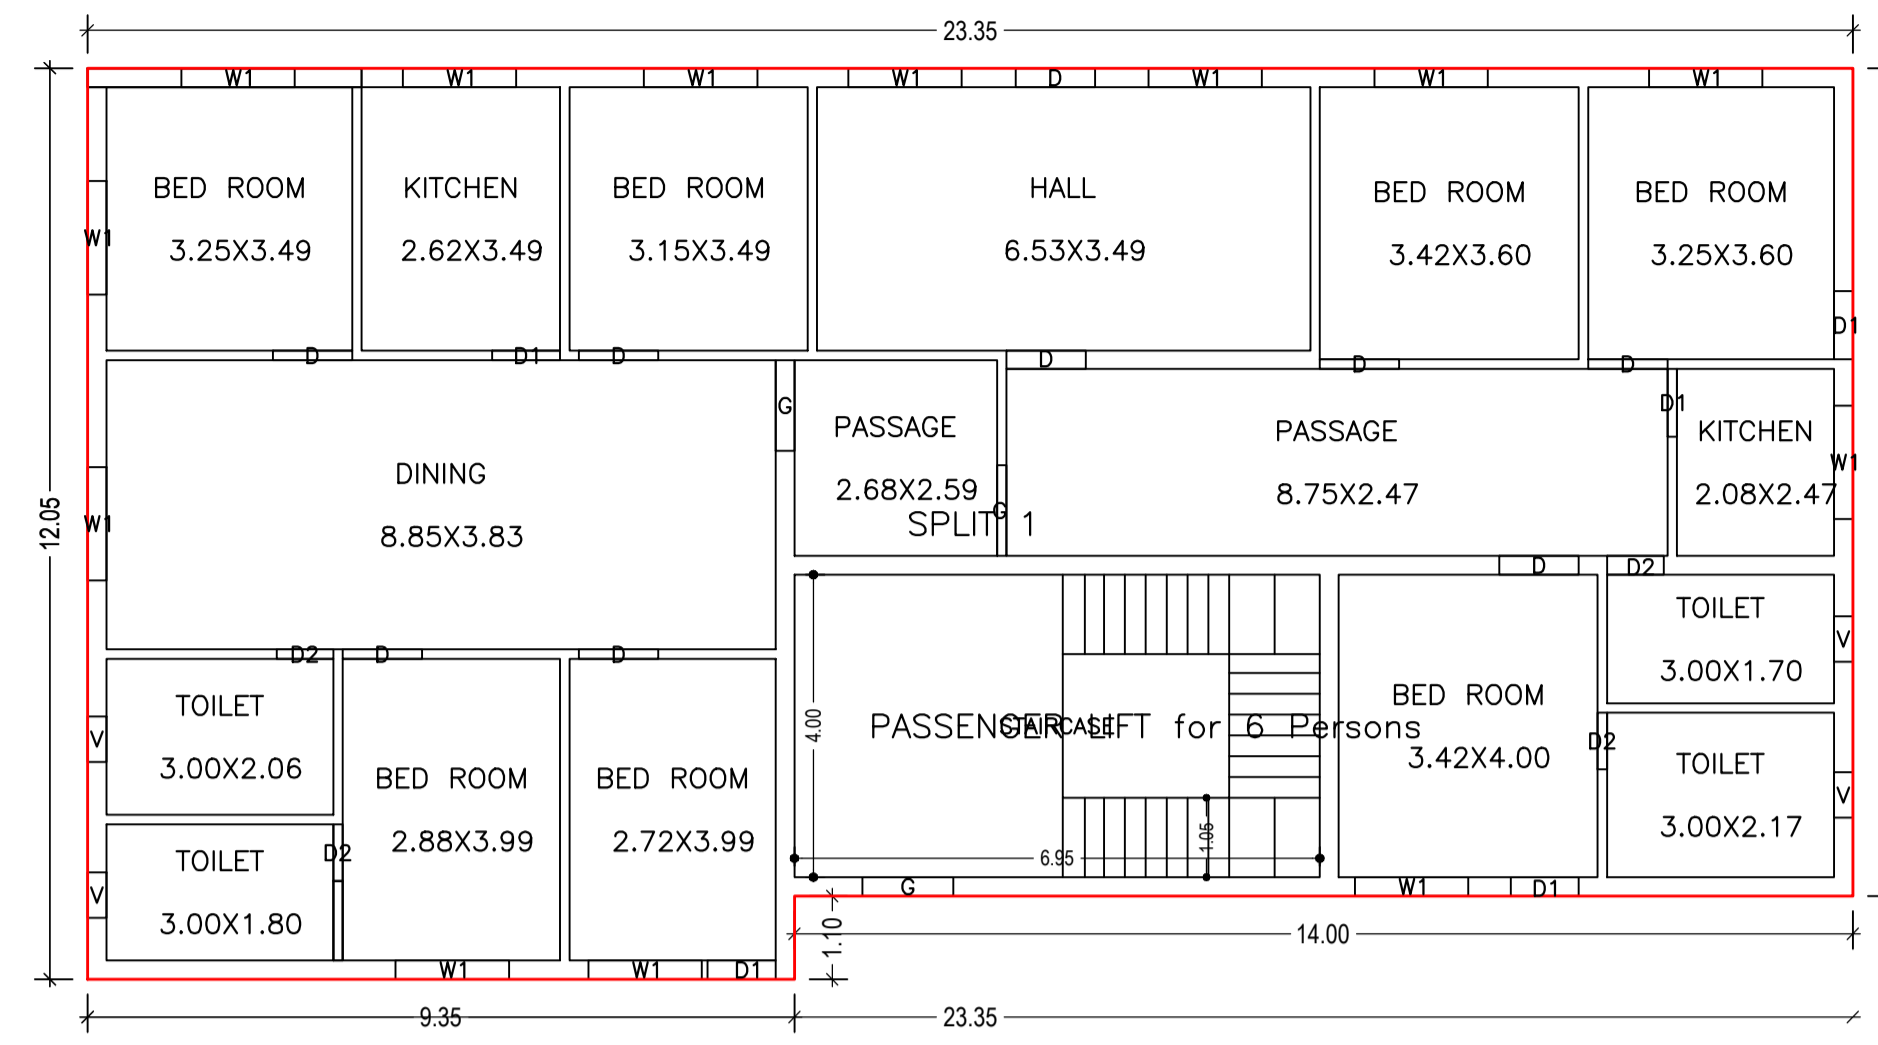 23.35
W1
W1
W1
W1
D
W1
W1
W1
BED ROOM
3.25X3.49
KITCHEN
2.62X3.49
BED ROOM
3.15X3.49
HALL
6.53X3.49
BED ROOM
3.42X3.60
BED ROOM
3.25X3.60
W1
D1
D
D1
D
D
D
D
G
D1
PASSAGE
2.68X2.59
PASSAGE
8.75X2.47
KITCHEN
2.08X2.47
W1
DINING
8.85X3.83
G
SPLIT 1
12.05
W1
D
D2
D2
D
D
TOILET
3.00X2.06
V
BED ROOM
2.88X3.99
BED ROOM
2.72X3.99
4.00
PASSENGER LIFT for 6 Persons
STAIRCASE
BED ROOM
3.42X4.00
TOILET
3.00X1.70
V
D2
TOILET
3.00X2.17
V
TOILET
3.00X1.80
V
D2
1.05
6.95
G
W1
D1
1.10
14.00
W1
W1
D1
9.35
23.35